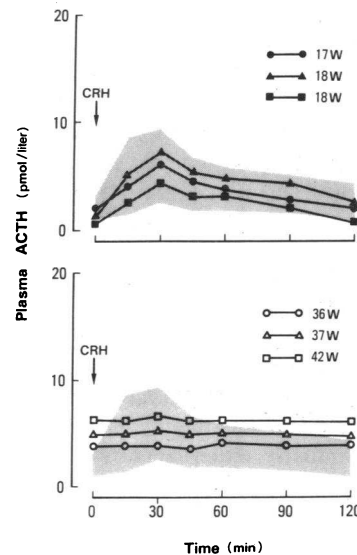 Plasma ACTH (pmol/liter)
20
10
0
CRH
17W
18W
18W
20
10
0
CRH
36W
37W
42W
0 30 60 90 120
Time (min)